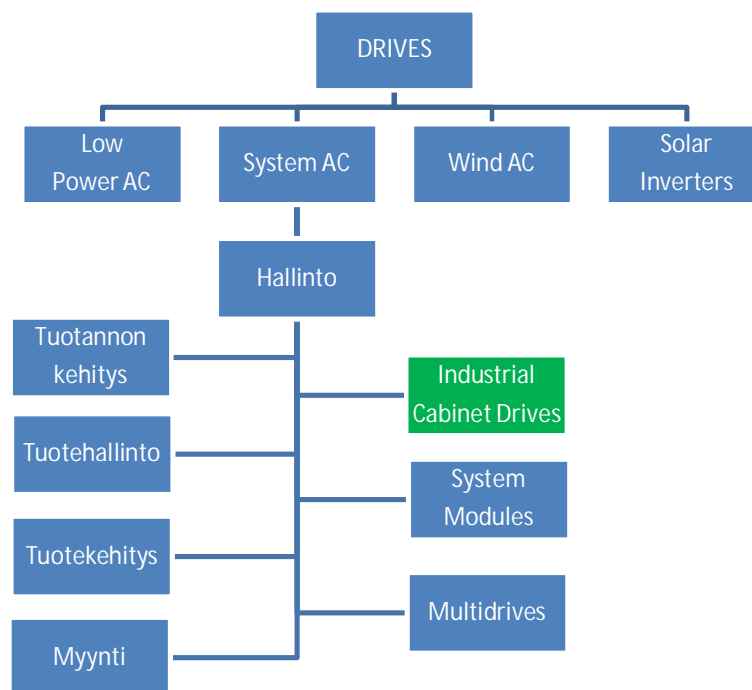 DRIVES
Low
Power AC
System AC
Wind AC
Solar
Inverters
Hallinto
Tuotannon
kehitys
Industrial
Cabinet Drives
Tuotehallinto
System
Modules
Tuotekehitys
Multidrives
Myynti